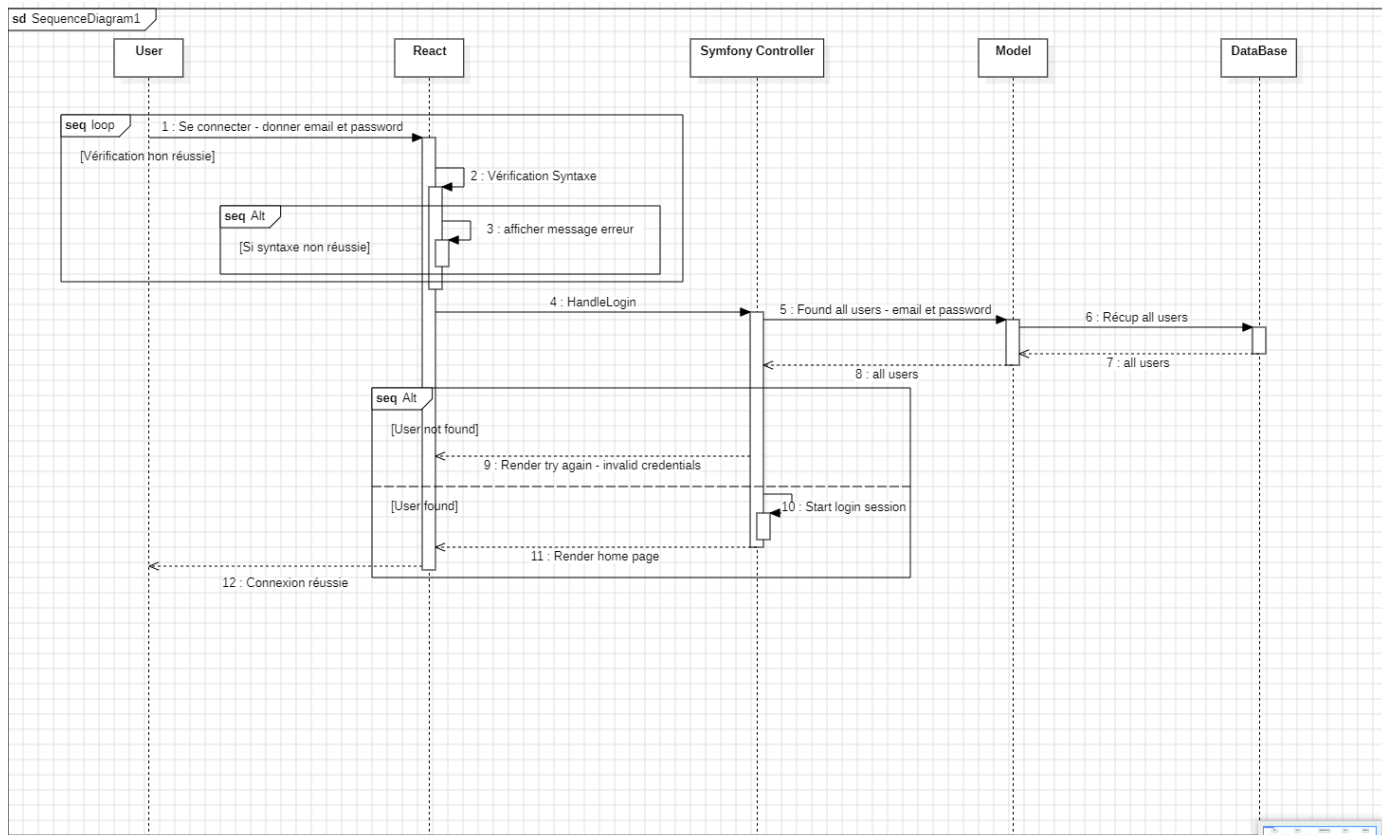 sd SequenceDiagram1
User
React
Symfony Controller
Model
DataBase
seq loop
1 : Se connecter - donner email et password
[Vérification non réussie]
2 : Vérification Syntaxe
seq Alt
3 : afficher message erreur
[Si syntaxe non réussie]
4 : HandleLogin
5 : Found all users - email et password
6 : Récup all users
7 : all users
8 : all users
seq Alt
[User not found]
9 : Render try again - invalid credentials
[User found]
10 : Start login session
11 : Render home page
12 : Connexion réussie